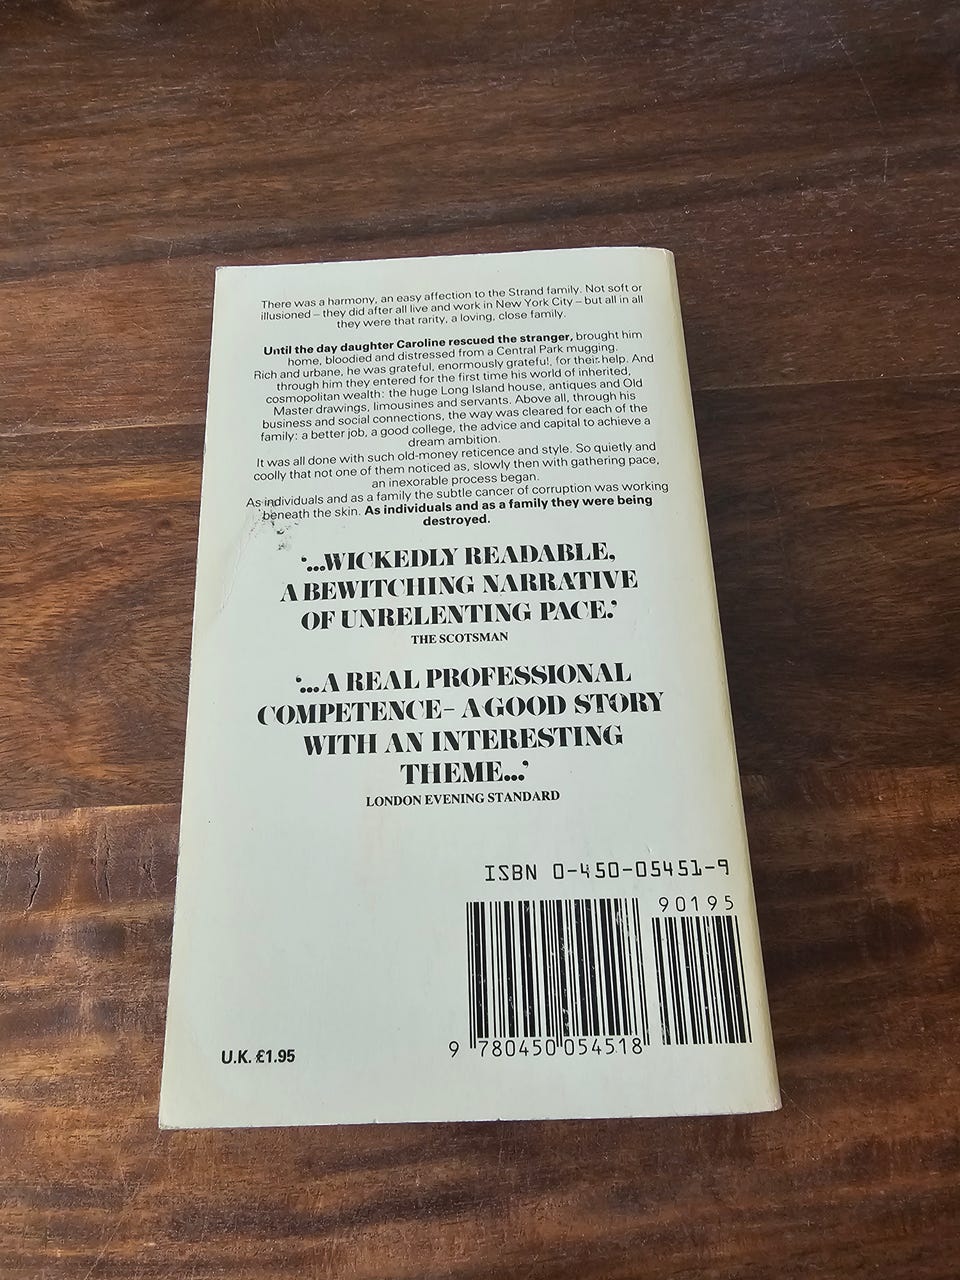 There was a harmony, an easy affection to the Strand family. Not soft or
illusioned – they did after all live and work in New York City – but all in all
they were that rarity, a loving, close family.
Until the day daughter Caroline rescued the stranger, brought him
home, bloodied and distressed from a Central Park mugging.
Rich and urbane, he was grateful, enormously grateful, for their help. And
through him they entered for the first time his world of inherited,
cosmopolitan wealth: the huge Long Island house, antiques and Old
Master drawings, limousines and servants. Above all, through his
business and social connections, the way was cleared for each of the
family: a better job, a good college, the advice and capital to achieve a
dream ambition.
It was all done with such old-money reticence and style. So quietly and
coolly that not one of them noticed as, slowly then with gathering pace,
an inexorable process began.
As individuals and as a family the subtle cancer of corruption was working
beneath the skin. As individuals and as a family they were being
destroyed.
‘...WICKEDLY READABLE,
A BEWITCHING NARRATIVE
OF UNRELENTING PACE.’
THE SCOTSMAN
‘...A REAL PROFESSIONAL
COMPETENCE – A GOOD STORY
WITH AN INTERESTING
THEME...’
LONDON EVENING STANDARD
ISBN 0-450-05451-9
90195
9 780450 054518
U.K. £1.95